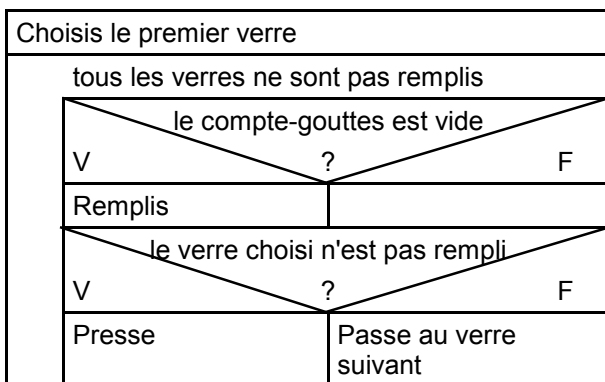 Choisis le premier verre
tous les verres ne sont pas remplis
le compte-gouttes est vide
V ? F
Remplis
le verre choisi n'est pas rempli
V ? F
Presse Passe au verre
suivant